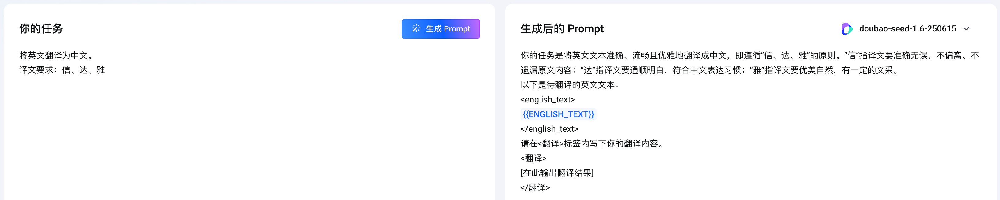 你的任务
生成 Prompt
将英文翻译为中文。
译文要求：信、达、雅
生成后的 Prompt
doubao-seed-1.6-250615
你的任务是将英文文本准确、流畅且优雅地翻译成中文，即遵循“信、达、雅”的原则。“信”指译文要准确无误，不偏离、不
遗漏原文内容；“达”指译文要通顺明白，符合中文表达习惯；“雅”指译文要优美自然，有一定的文采。
以下是待翻译的英文文本：
<english_text>
{{ENGLISH_TEXT}}
</english_text>
请在<翻译>标签内写下你的翻译内容。
<翻译>
[在此输出翻译结果]
</翻译>